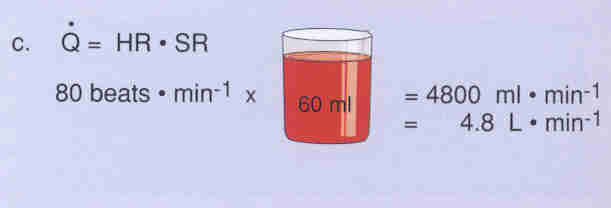 c. Q̇ = HR • SR
80 beats • min-1 x 60 ml = 4800 ml • min-1
= 4.8 L • min-1